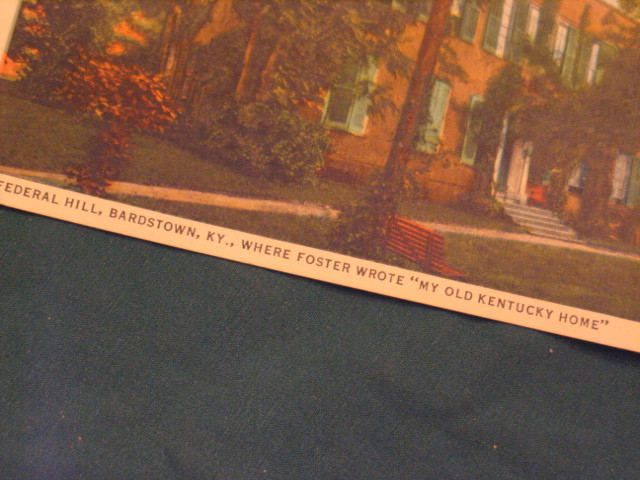 FEDERAL HILL, BARDSTOWN, KY., WHERE FOSTER WROTE "MY OLD KENTUCKY HOME"